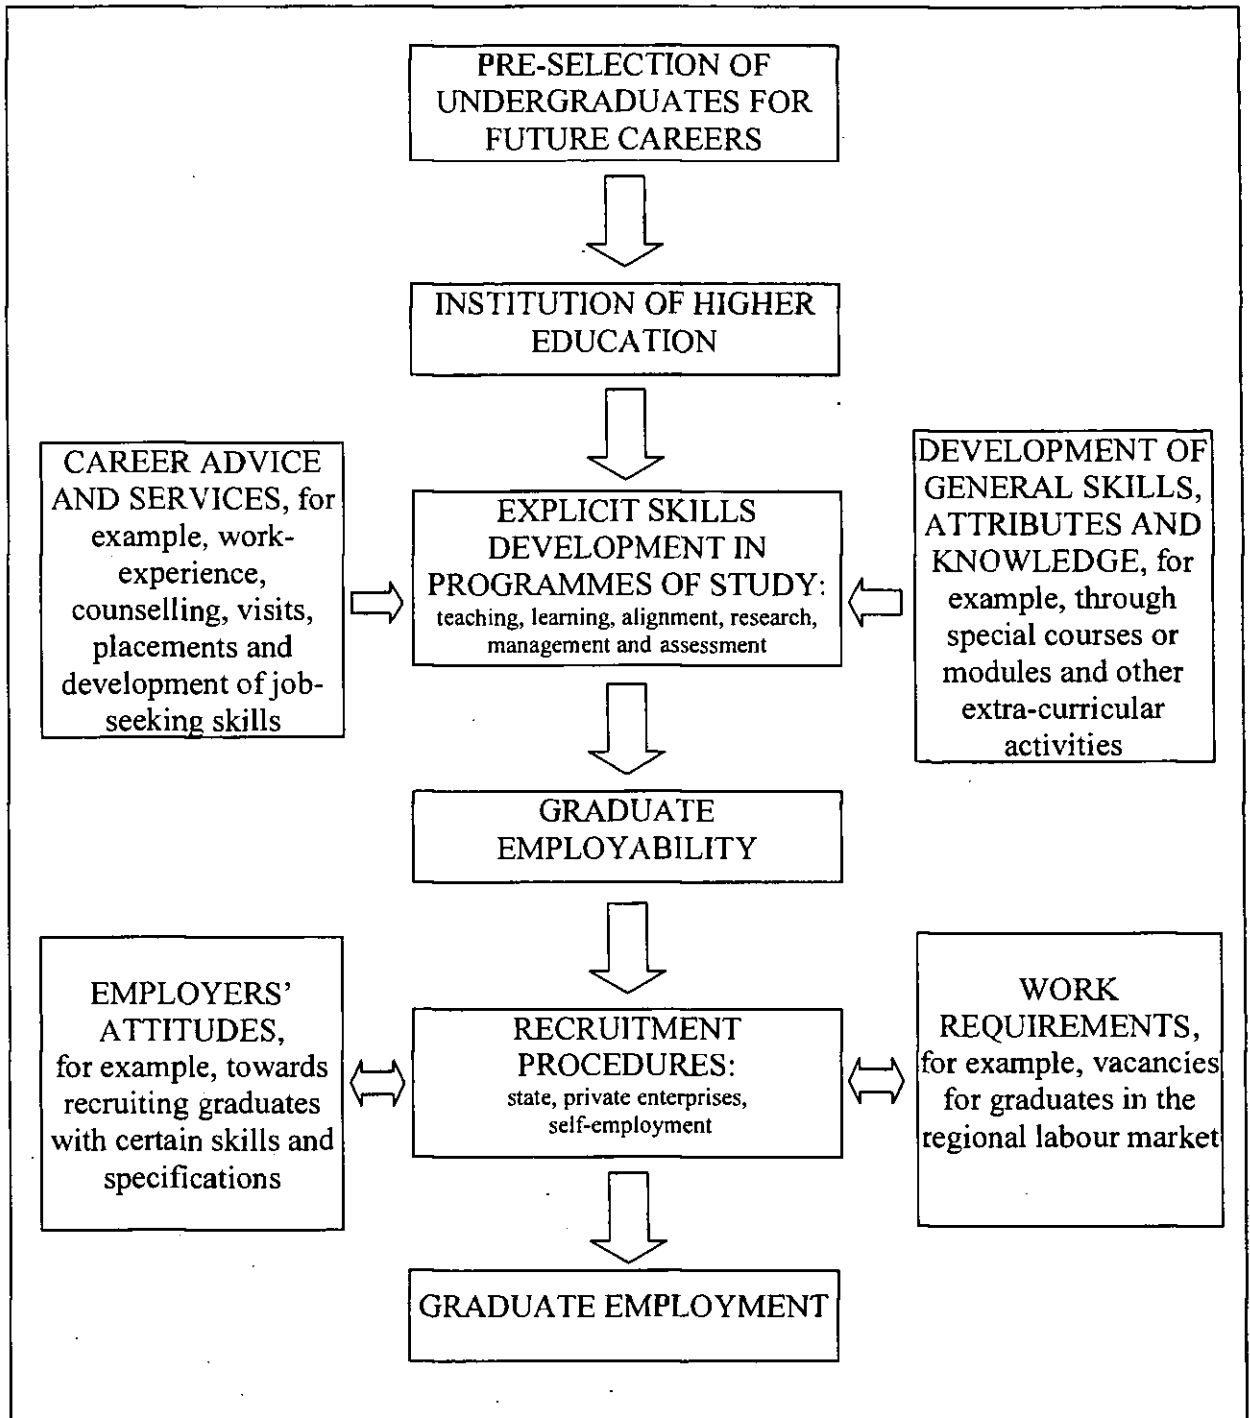 PRE-SELECTION OF
UNDERGRADUATES FOR
FUTURE CAREERS
INSTITUTION OF HIGHER
EDUCATION
CAREER ADVICE
AND SERVICES, for
example, work-
experience,
counselling, visits,
placements and
development of job-
seeking skills
EXPLICIT SKILLS
DEVELOPMENT IN
PROGRAMMES OF STUDY:
teaching, learning, alignment, research,
management and assessment
DEVELOPMENT OF
GENERAL SKILLS,
ATTRIBUTES AND
KNOWLEDGE, for
example, through
special courses or
modules and other
extra-curricular
activities
GRADUATE
EMPLOYABILITY
EMPLOYERS'
ATTITUDES,
for example, towards
recruiting graduates
with certain skills and
specifications
RECRUITMENT
PROCEDURES:
state, private enterprises,
self-employment
WORK
REQUIREMENTS,
for example, vacancies
for graduates in the
regional labour market
GRADUATE EMPLOYMENT